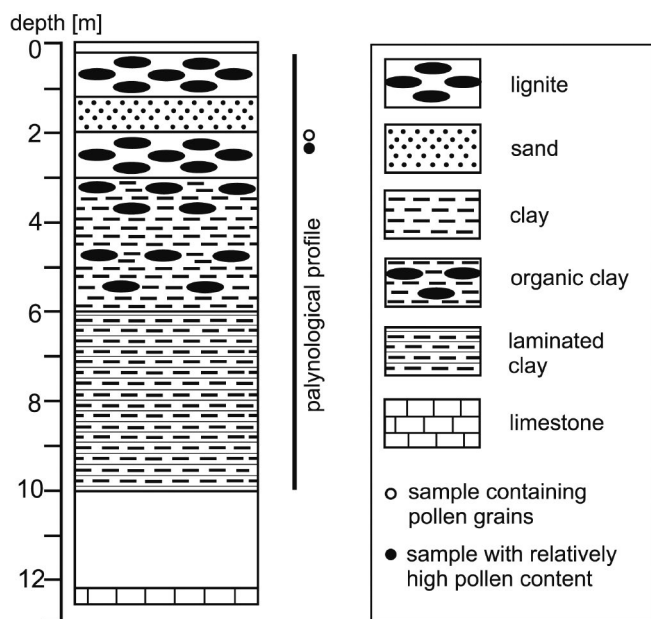 depth [m]
0
2
4
6
8
10
12
palynological profile
lignite
sand
clay
organic clay
laminated
clay
limestone
sample containing
pollen grains
sample with relatively
high pollen content